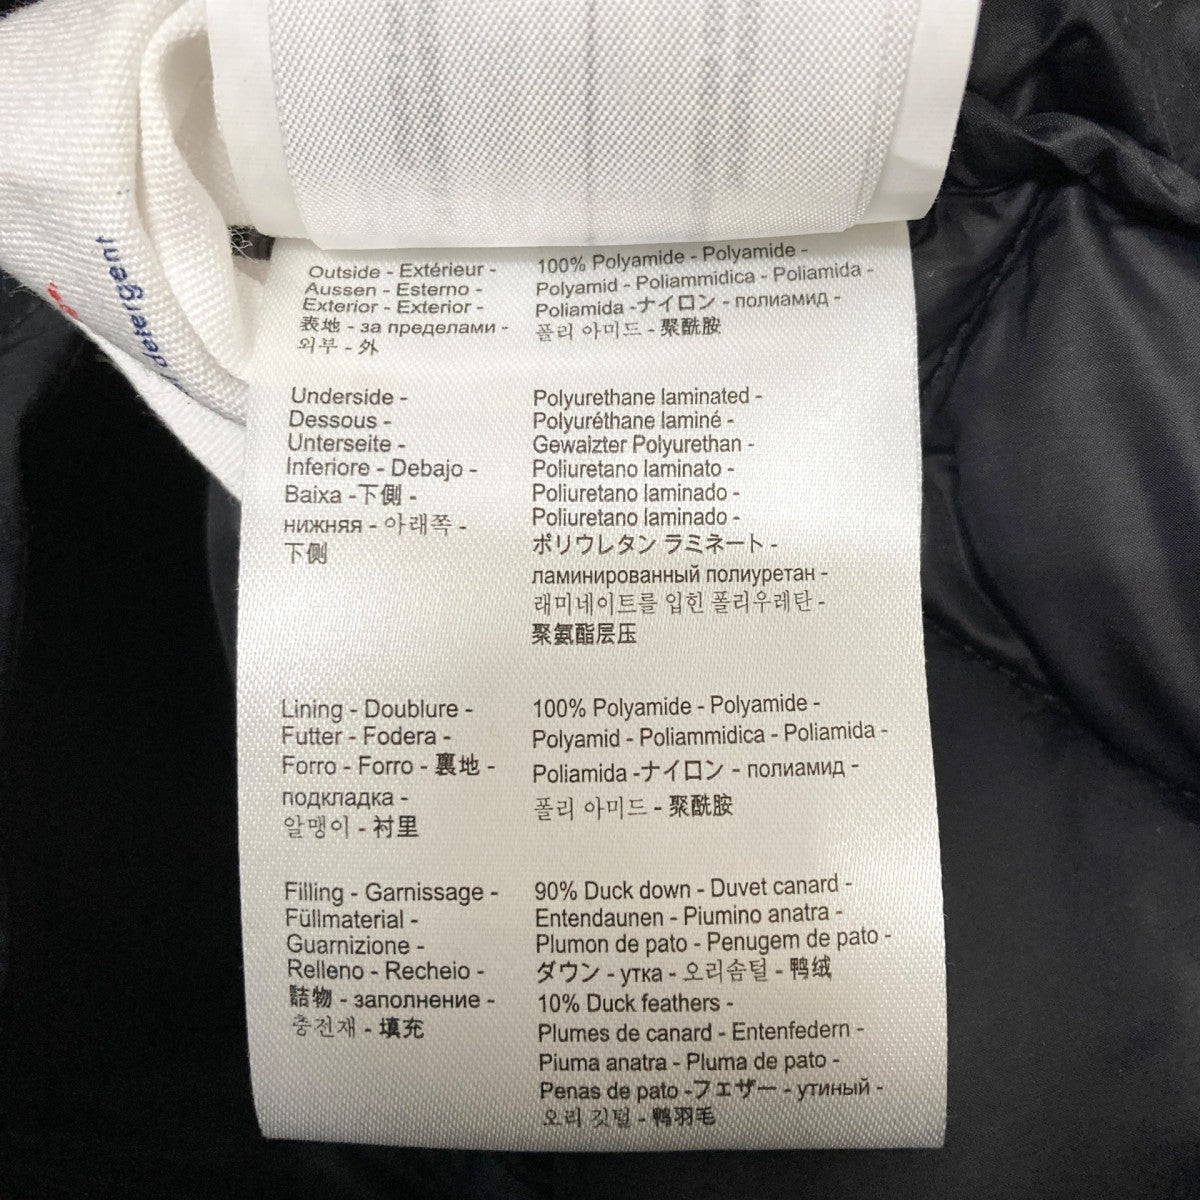 detergent
Outside - Extérieur -
Aussen - Esterno -
Exterior - Exterior -
表地 - за пределами -
외부 - 外
100% Polyamide - Polyamide -
Polyamid - Poliammidica - Poliamida -
Poliamida -ナイロン - полиамид -
폴리 아미드 - 聚酰胺
Underside -
Dessous -
Unterseite -
Inferiore - Debajo -
Baixa -下側 -
нижняя - 아래쪽 -
下侧
Polyurethane laminated -
Polyuréthane laminé -
Gewalzter Polyurethan -
Poliuretano laminato -
Poliuretano laminado -
Poliuretano laminado -
ポリウレタン ラミネート -
ламинированный полиуретан -
래미네이트를 입힌 폴리우레탄 -
聚氨酯层压
Lining - Doublure -
Futter - Fodera -
Forro - Forro - 裏地 -
подкладка -
알맹이 - 衬里
100% Polyamide - Polyamide -
Polyamid - Poliammidica - Poliamida -
Poliamida -ナイロン - полиамид -
폴리 아미드 - 聚酰胺
Filling - Garnissage -
Füllmaterial -
Guarnizione -
Relleno - Recheio -
詰物 - заполнение -
충전재 - 填充
90% Duck down - Duvet canard -
Entendaunen - Piumino anatra -
Plumon de pato - Penugem de pato -
ダウン - утка - 오리솜털 - 鸭绒
10% Duck feathers -
Plumes de canard - Entenfedern -
Piuma anatra - Pluma de pato -
Penas de pato -フェザー - утиный -
오리 깃털 - 鸭羽毛